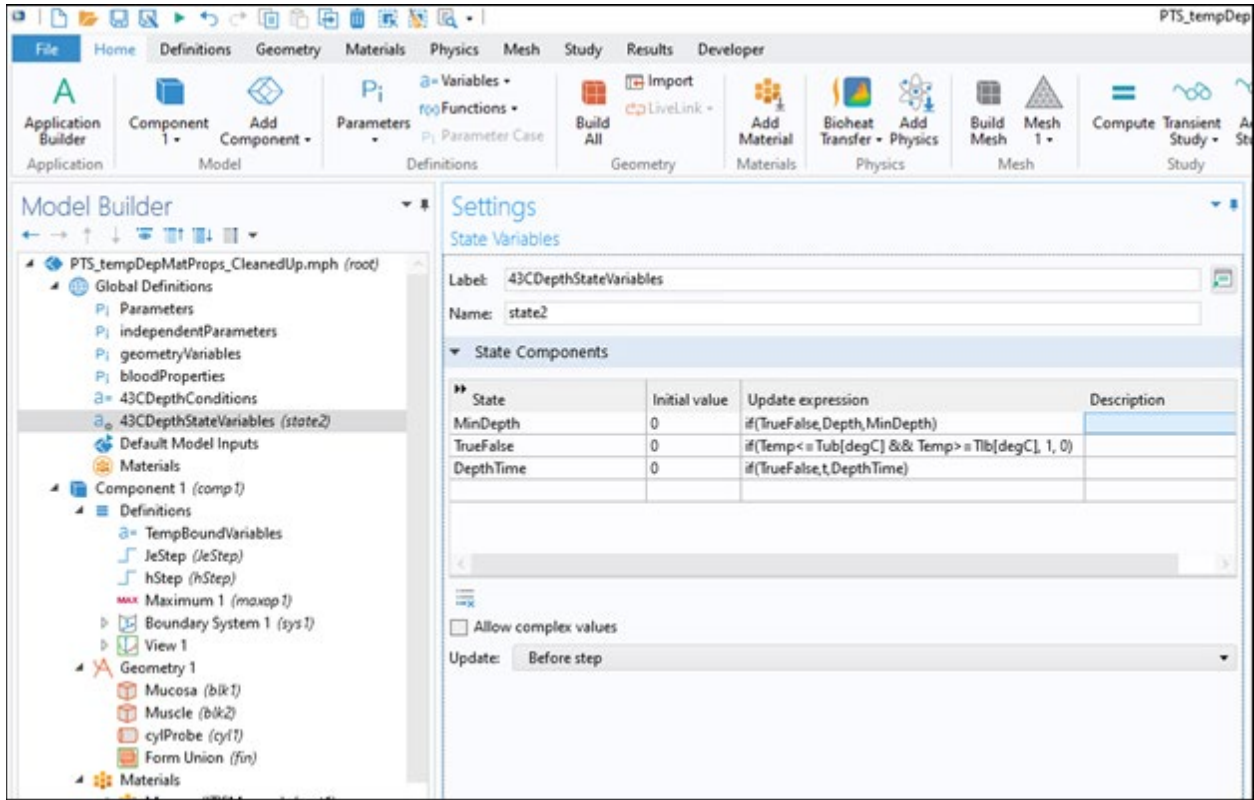 PTS_tempDep
File Home Definitions Geometry Materials Physics Mesh Study Results Developer
Application Builder
Component 1
Add Component
Pi
Parameters
a= Variables
f(x) Functions
Pi Parameter Case
Build All
Import
LiveLink
Add Material
Bioheat Transfer
Add Physics
Build Mesh
Mesh 1
Compute
Transient Study
Application Model Definitions Geometry Materials Physics Mesh Study
Model Builder
PTS_tempDepMatProps_CleanedUp.mph (root)
Global Definitions
Pi Parameters
Pi independentParameters
Pi geometryVariables
Pi bloodProperties
a= 43CDepthConditions
43CDepthStateVariables (state2)
Default Model Inputs
Materials
Component 1 (comp1)
Definitions
a= TempBoundVariables
JeStep (JeStep)
hStep (hStep)
MAX Maximum 1 (maxop1)
Boundary System 1 (sys1)
View 1
Geometry 1
Mucosa (blk1)
Muscle (blk2)
cylProbe (cyl1)
Form Union (fin)
Materials
Settings
State Variables
Label: 43CDepthStateVariables
Name: state2
State Components
State Initial value Update expression Description
MinDepth 0 if(TrueFalse,Depth,MinDepth)
TrueFalse 0 if(Temp<=Tub[degC] && Temp>=Tlb[degC], 1, 0)
DepthTime 0 if(TrueFalse,t,DepthTime)
Allow complex values
Update: Before step